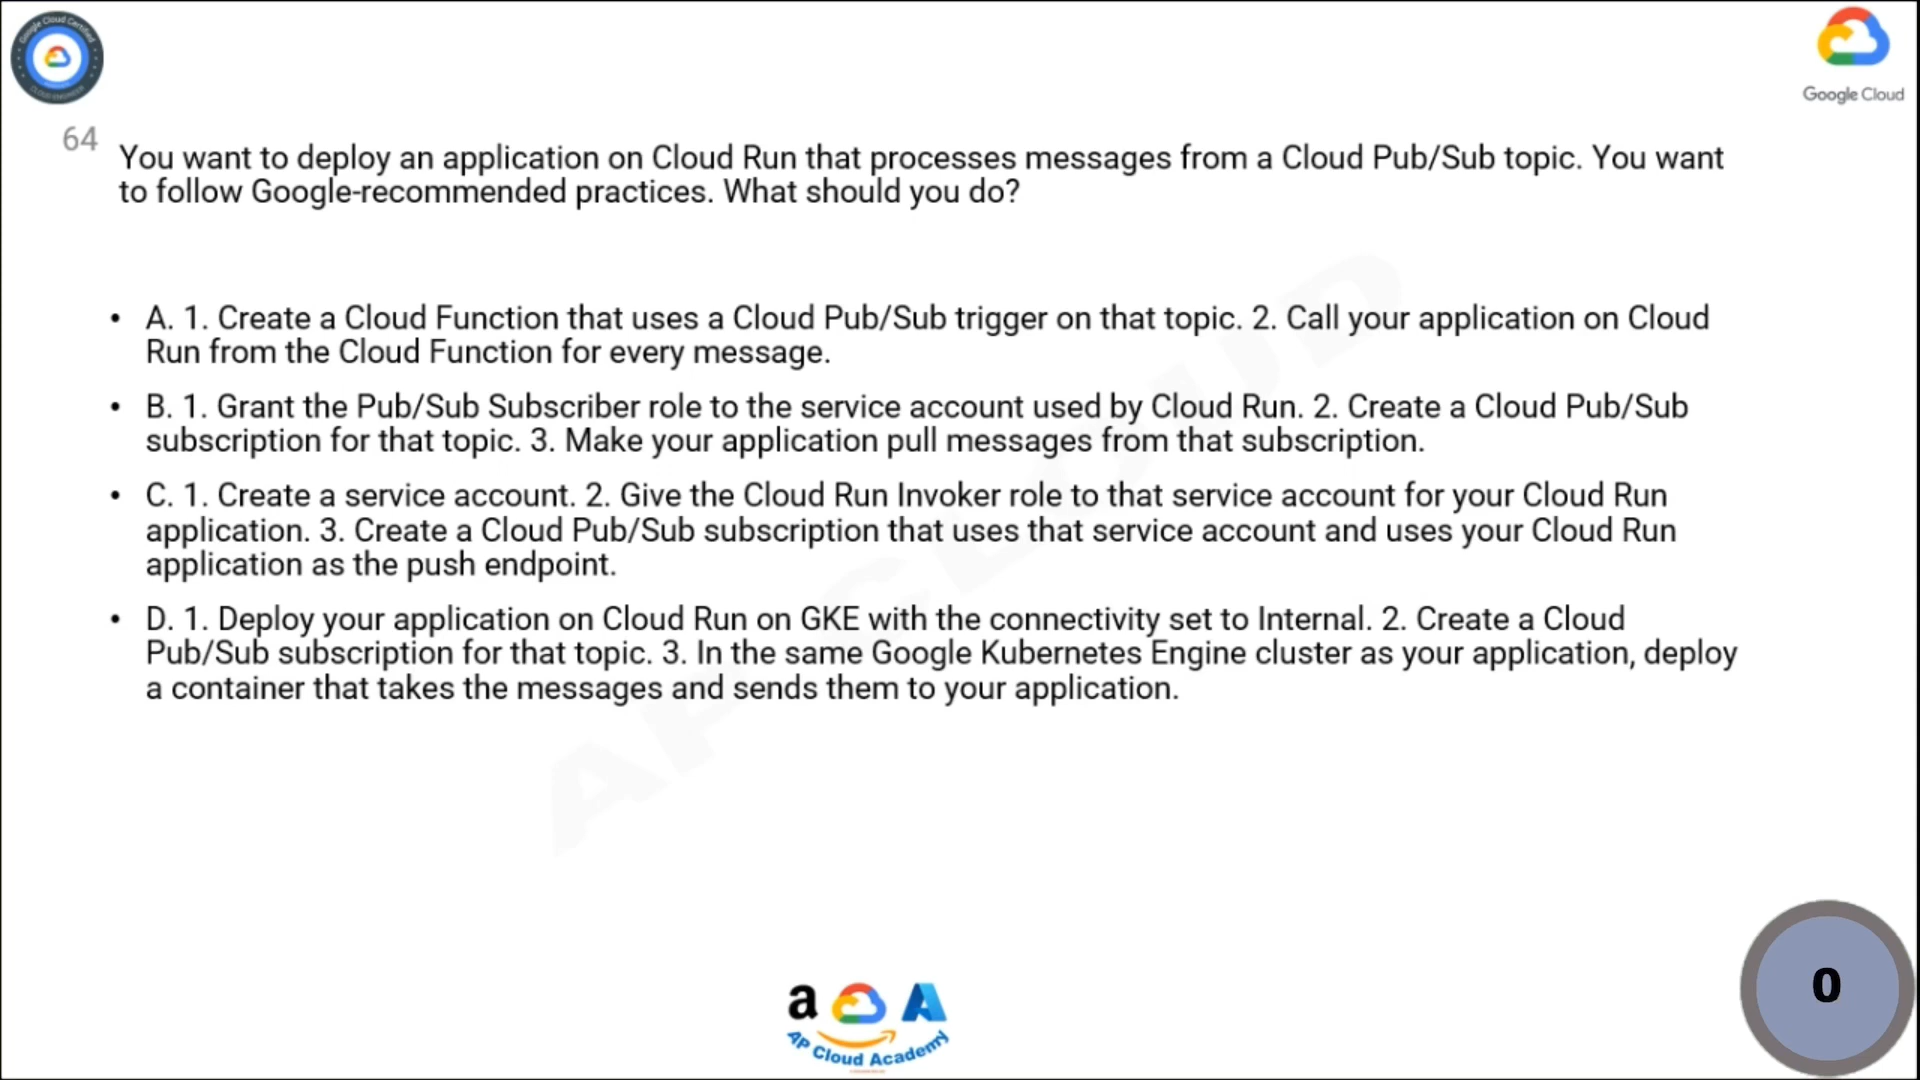 Google Cloud Certified
CLOUD ENGINEER
Google Cloud
64
You want to deploy an application on Cloud Run that processes messages from a Cloud Pub/Sub topic. You want
to follow Google-recommended practices. What should you do?
• A. 1. Create a Cloud Function that uses a Cloud Pub/Sub trigger on that topic. 2. Call your application on Cloud
Run from the Cloud Function for every message.
• B. 1. Grant the Pub/Sub Subscriber role to the service account used by Cloud Run. 2. Create a Cloud Pub/Sub
subscription for that topic. 3. Make your application pull messages from that subscription.
• C. 1. Create a service account. 2. Give the Cloud Run Invoker role to that service account for your Cloud Run
application. 3. Create a Cloud Pub/Sub subscription that uses that service account and uses your Cloud Run
application as the push endpoint.
• D. 1. Deploy your application on Cloud Run on GKE with the connectivity set to Internal. 2. Create a Cloud
Pub/Sub subscription for that topic. 3. In the same Google Kubernetes Engine cluster as your application, deploy
a container that takes the messages and sends them to your application.
AP CLOUD
a
AP Cloud Academy
0